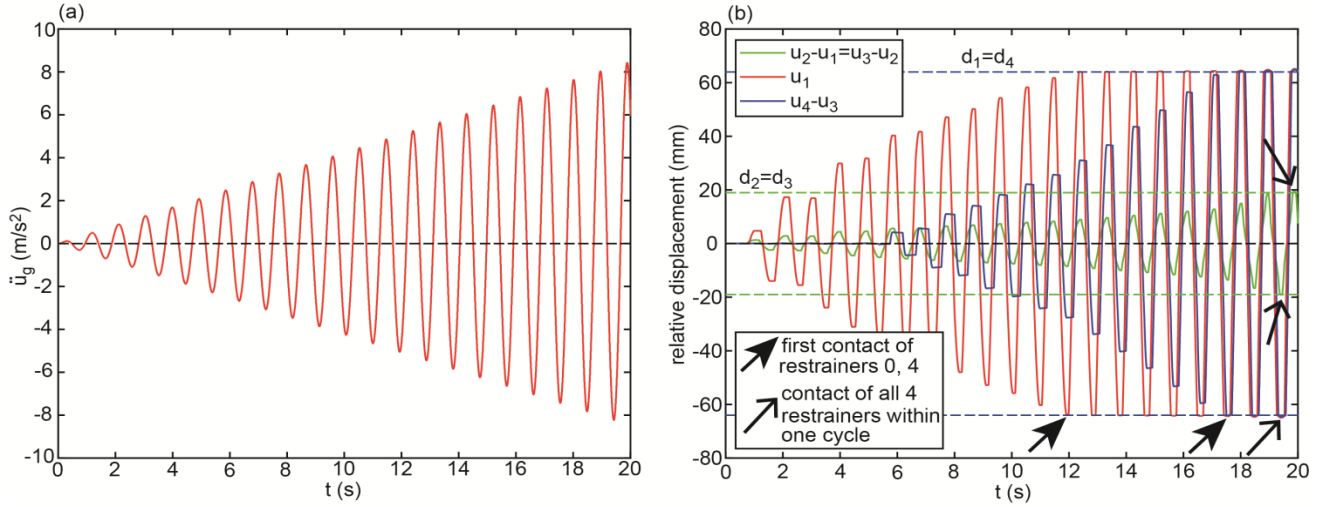 (a)
10
8
6
4
2
0
-2
-4
-6
-8
-10
üg (m/s²)
0 2 4 6 8 10 12 14 16 18 20
t (s)
(b)
80
60
40
20
0
-20
-40
-60
-80
relative displacement (mm)
u2-u1=u3-u2
u1
u4-u3
d1=d4
d2=d3
first contact of
restrainers 0, 4
contact of all 4
restrainers within
one cycle
0 2 4 6 8 10 12 14 16 18 20
t (s)